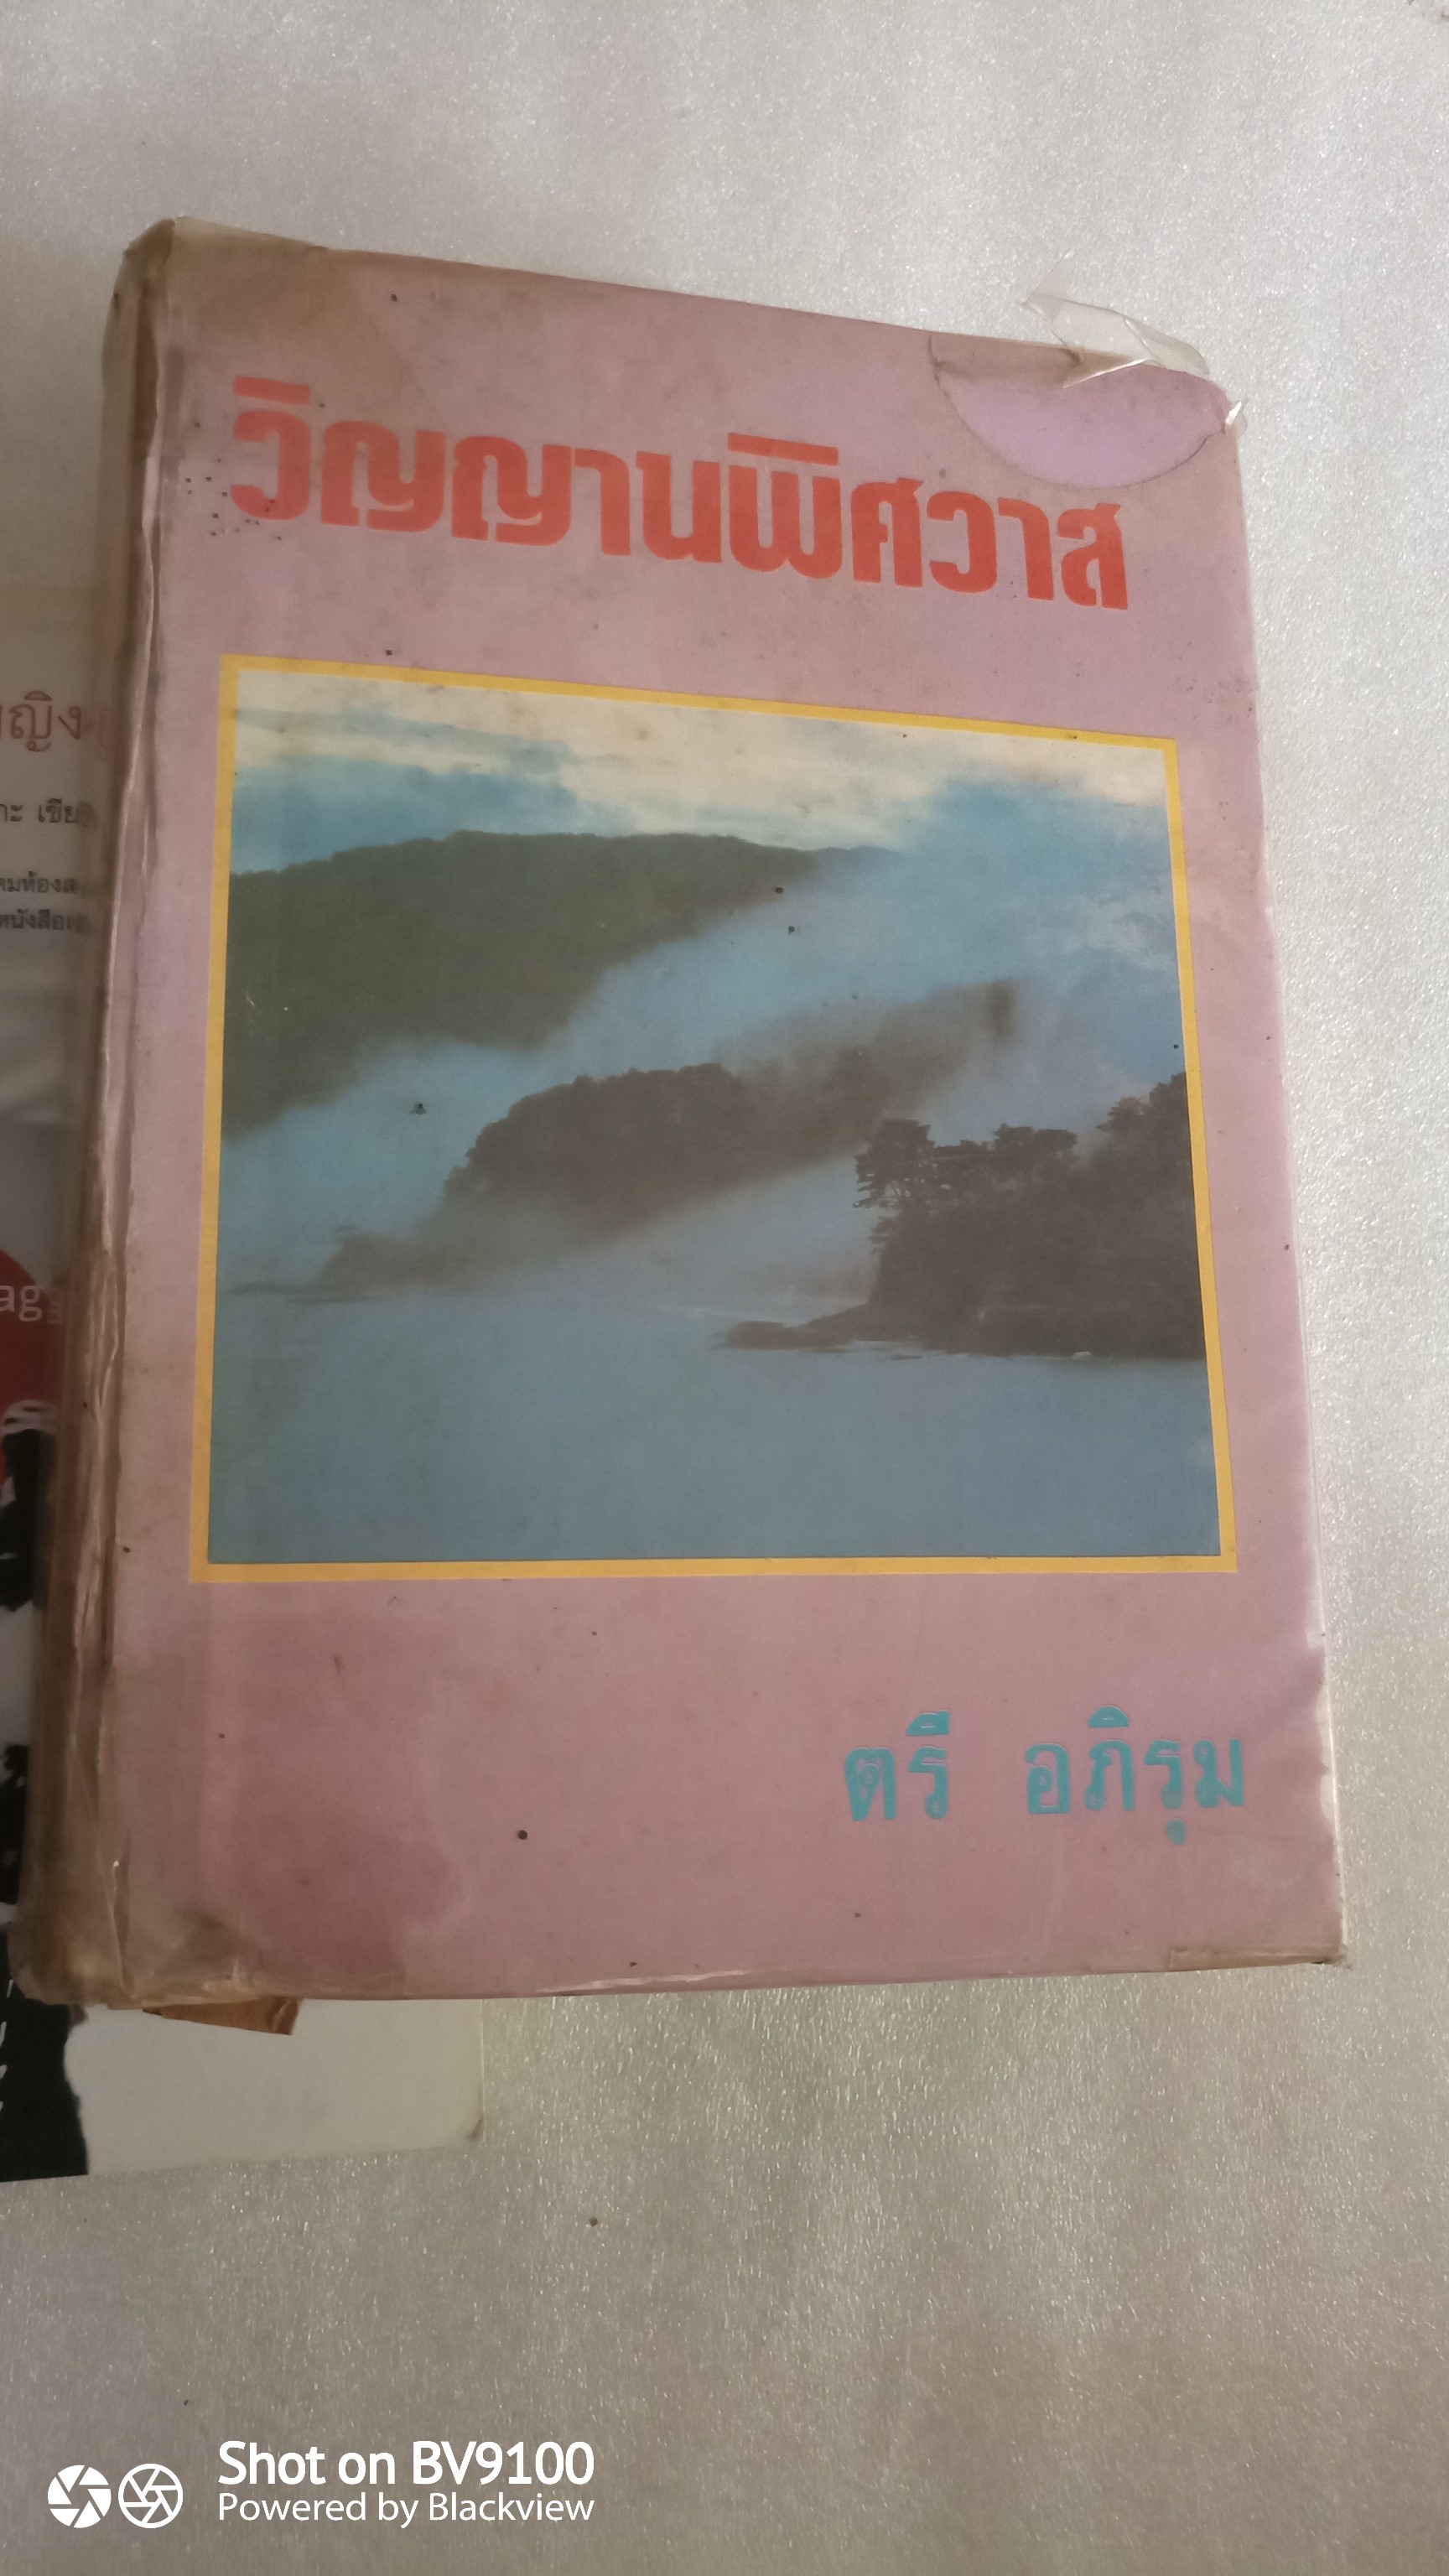 วิญญานพิศวาส
ตรี อภิรุม
Shot on BV9100
Powered by Blackview